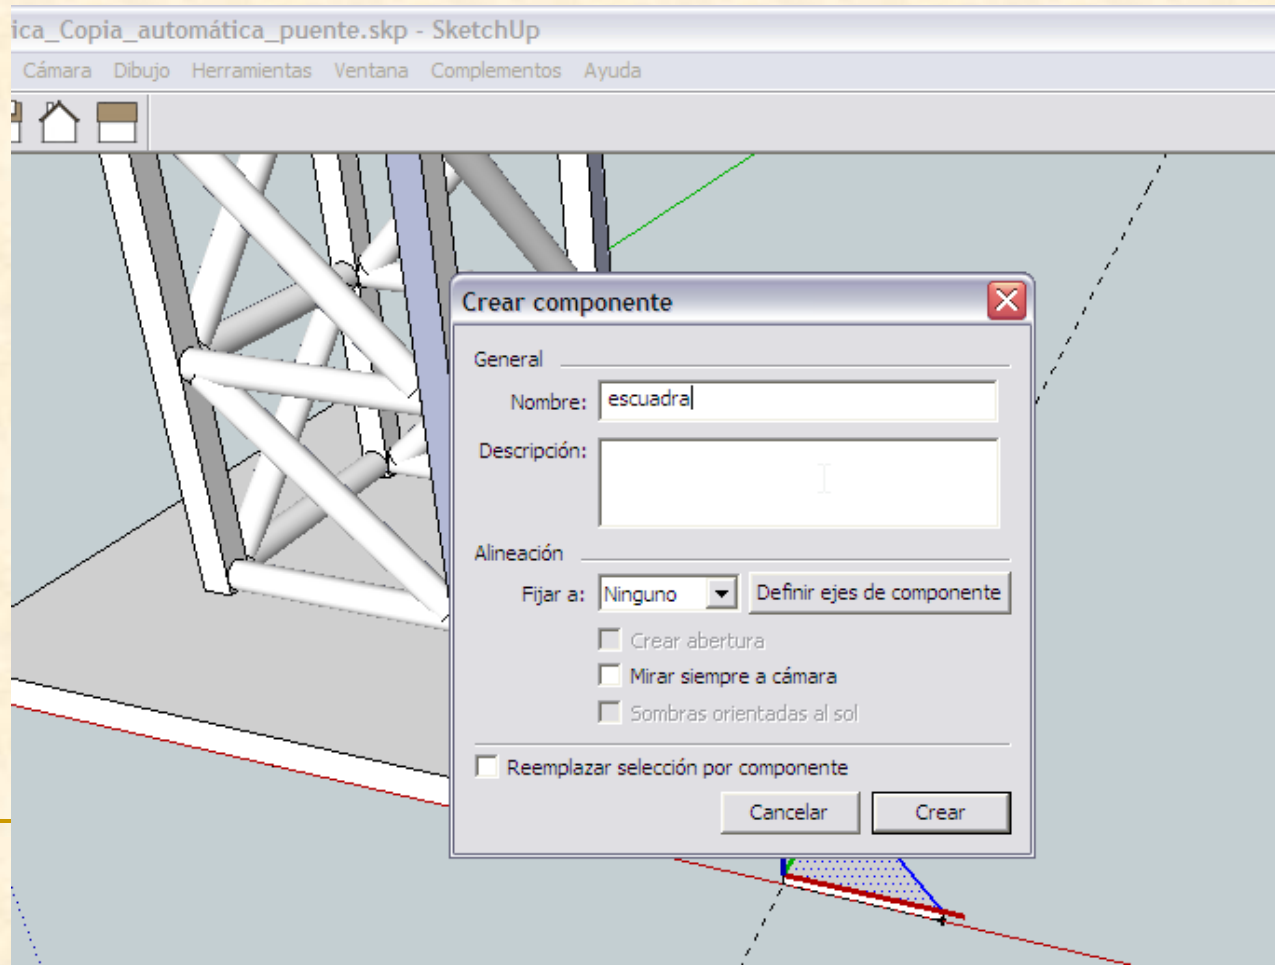 ica_Copia_automática_puente.skp - SketchUp
Cámara Dibujo Herramientas Ventana Complementos Ayuda
Crear componente
General
Nombre: escuadra
Descripción:
Alineación
Fijar a: Ninguno Definir ejes de componente
Crear abertura
Mirar siempre a cámara
Sombras orientadas al sol
Reemplazar selección por componente
Cancelar Crear